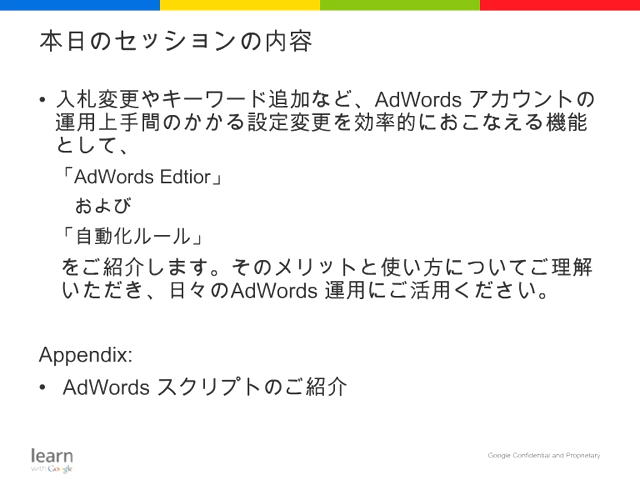 本日のセッションの内容
• 入札変更やキーワード追加など、AdWords アカウントの
運用上手間のかかる設定変更を効率的におこなえる機能
として、
「AdWords Edtior」
および
「自動化ルール」
をご紹介します。そのメリットと使い方についてご理解
いただき、日々のAdWords 運用にご活用ください。
Appendix:
• AdWords スクリプトのご紹介
learn
with Google
Google Confidential and Proprietary